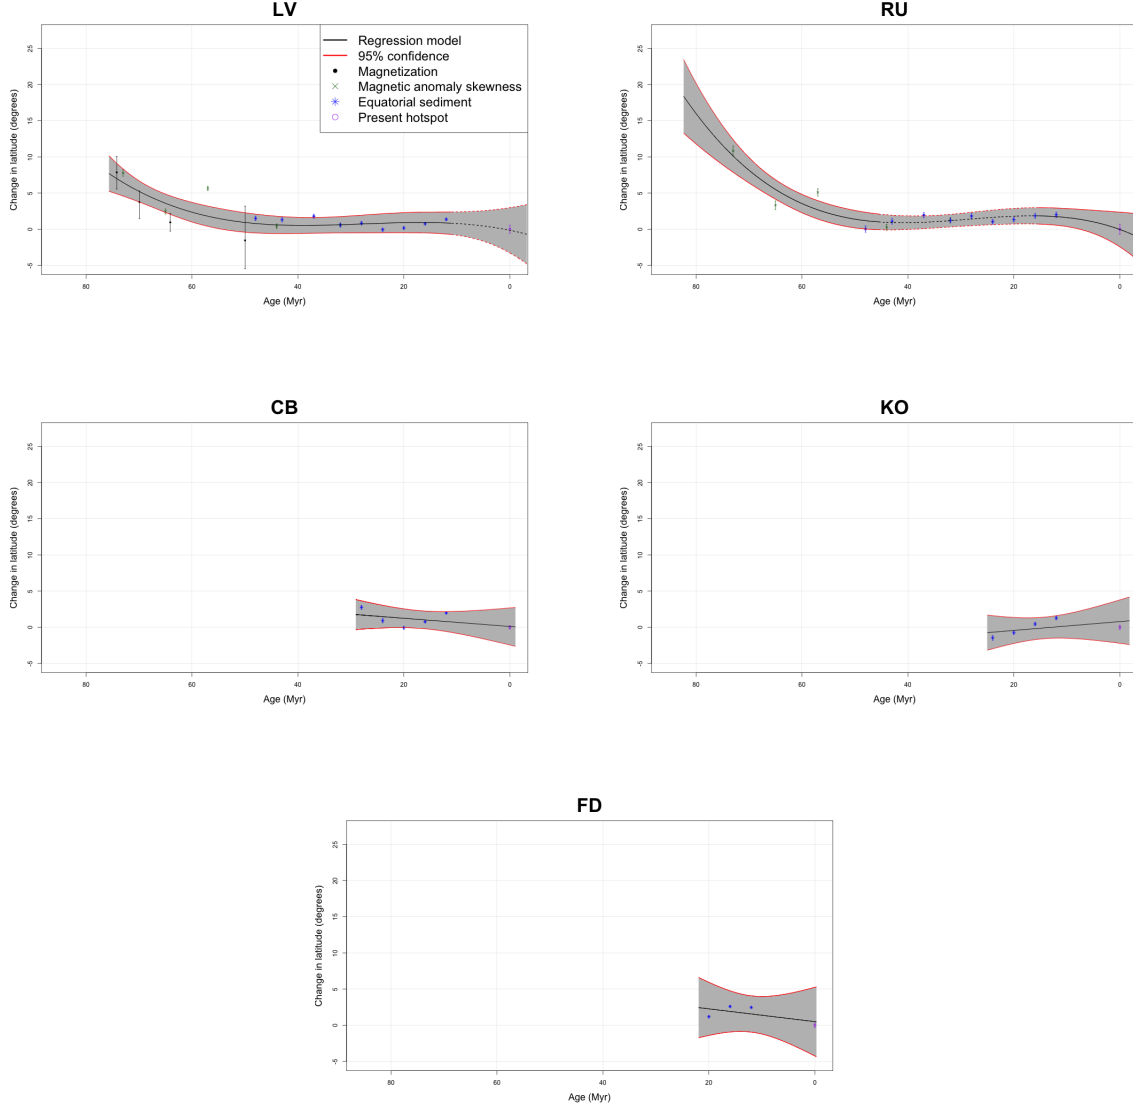 LV
Change in latitude (degrees)
25
20
15
10
5
0
-5
80
60
40
20
0
Age (Myr)
Regression model
95% confidence
Magnetization
Magnetic anomaly skewness
Equatorial sediment
Present hotspot
RU
Change in latitude (degrees)
25
20
15
10
5
0
-5
80
60
40
20
0
Age (Myr)
CB
Change in latitude (degrees)
25
20
15
10
5
0
-5
80
60
40
20
0
Age (Myr)
KO
Change in latitude (degrees)
25
20
15
10
5
0
-5
80
60
40
20
0
Age (Myr)
FD
Change in latitude (degrees)
25
20
15
10
5
0
-5
80
60
40
20
0
Age (Myr)